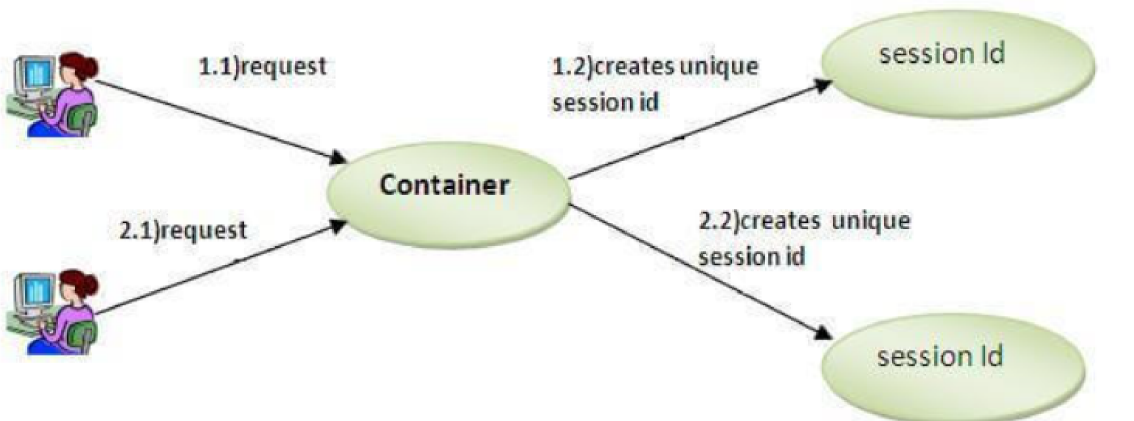 session Id
1.1)request
1.2)creates unique
session id
Container
2.1)request
2.2)creates unique
session id
session Id